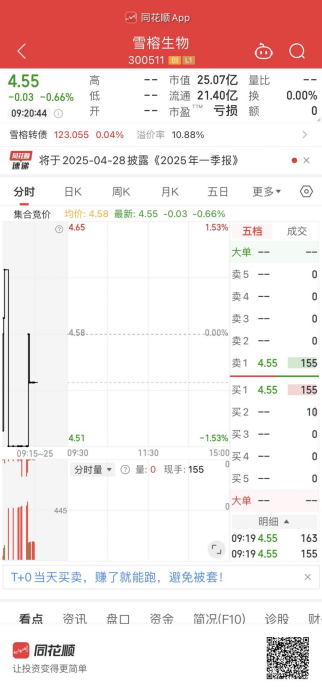 同花顺App
雪榕生物
300511 融 L1
4.55 高 -- 市值 25.07亿 量比 --
-0.03 -0.66% 低 -- 流通 21.40亿 换 0.00%
09:20:44 开 -- 市盈TTM 亏损 额 0
雪榕转债 123.055 0.04% 溢价率 10.88%
同花顺速递 将于2025-04-28披露《2025年一季报》
分时 日K 周K 月K 五日 更多
集合竞价 均价: 4.58 最新: 4.55 -0.03 -0.66%
4.65 1.53%
4.58 0.00%
4.51 -1.53%
09:15-25 09:30 11:30 15:00
五档 成交
大单 -- --
卖5 -- 0
卖4 -- 0
卖3 -- 0
卖2 -- 0
卖1 4.55 155
买1 4.55 155
买2 -- 10
买3 -- 0
买4 -- 0
买5 -- 0
大单 -- --
明细
09:19 4.55 163
09:19 4.55 155
分时量 量: 0 现手: 155
0
445
0
T+0当天买卖，赚了就能跑，避免被套!
看点 资讯 盘口 资金 简况(F10) 诊股 财
同花顺
让投资变得更简单